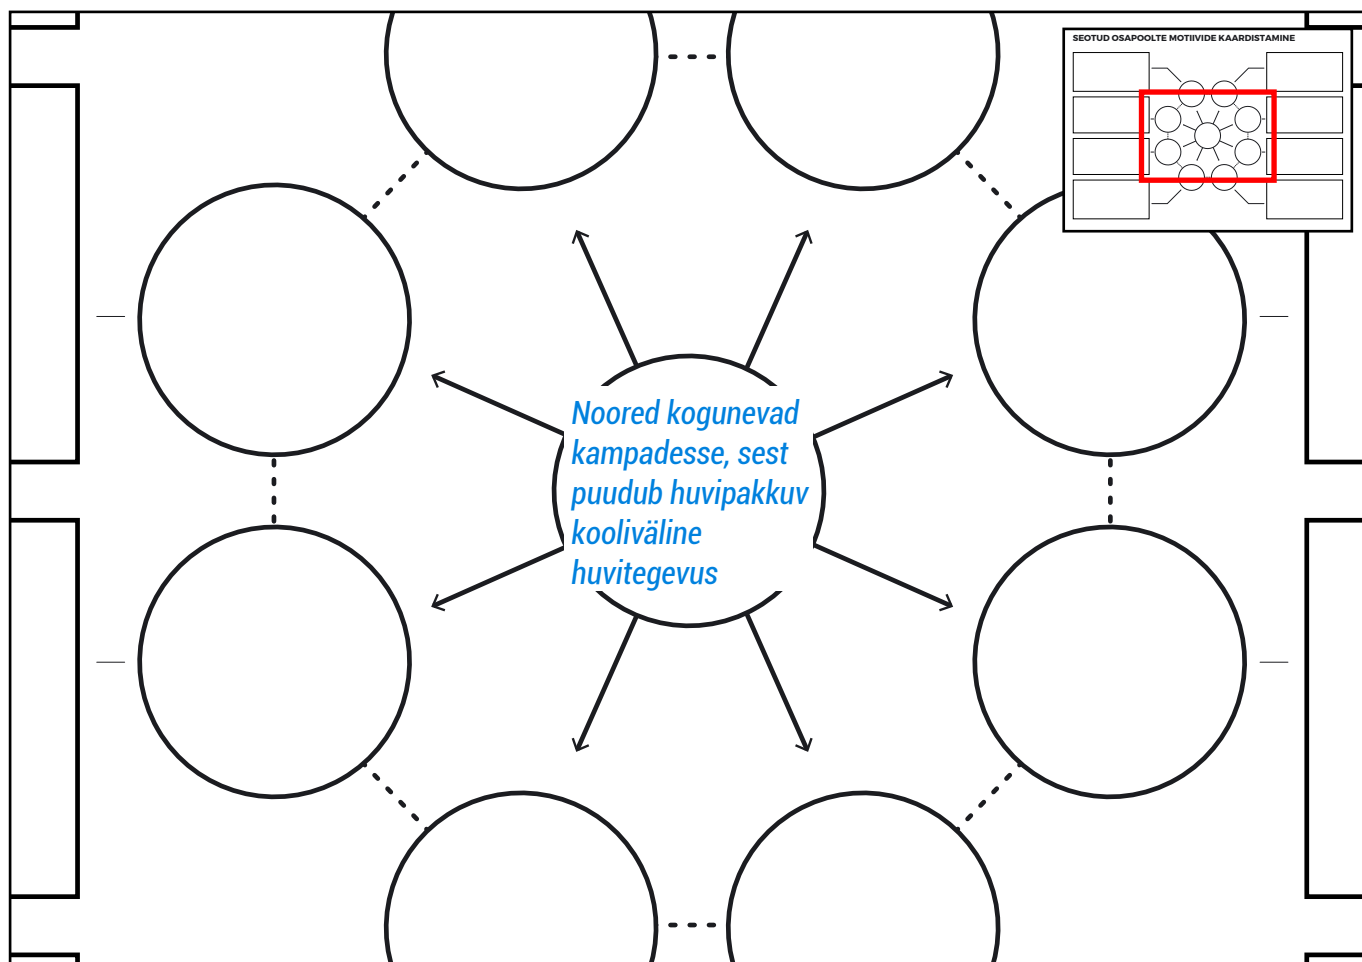 SEOTUD OSAPOOLTE MOTIIVIDE KAARDISTAMINE
Noored kogunevad
kampadesse, sest
puudub huvipakkuv
kooliväline
huvitegevus